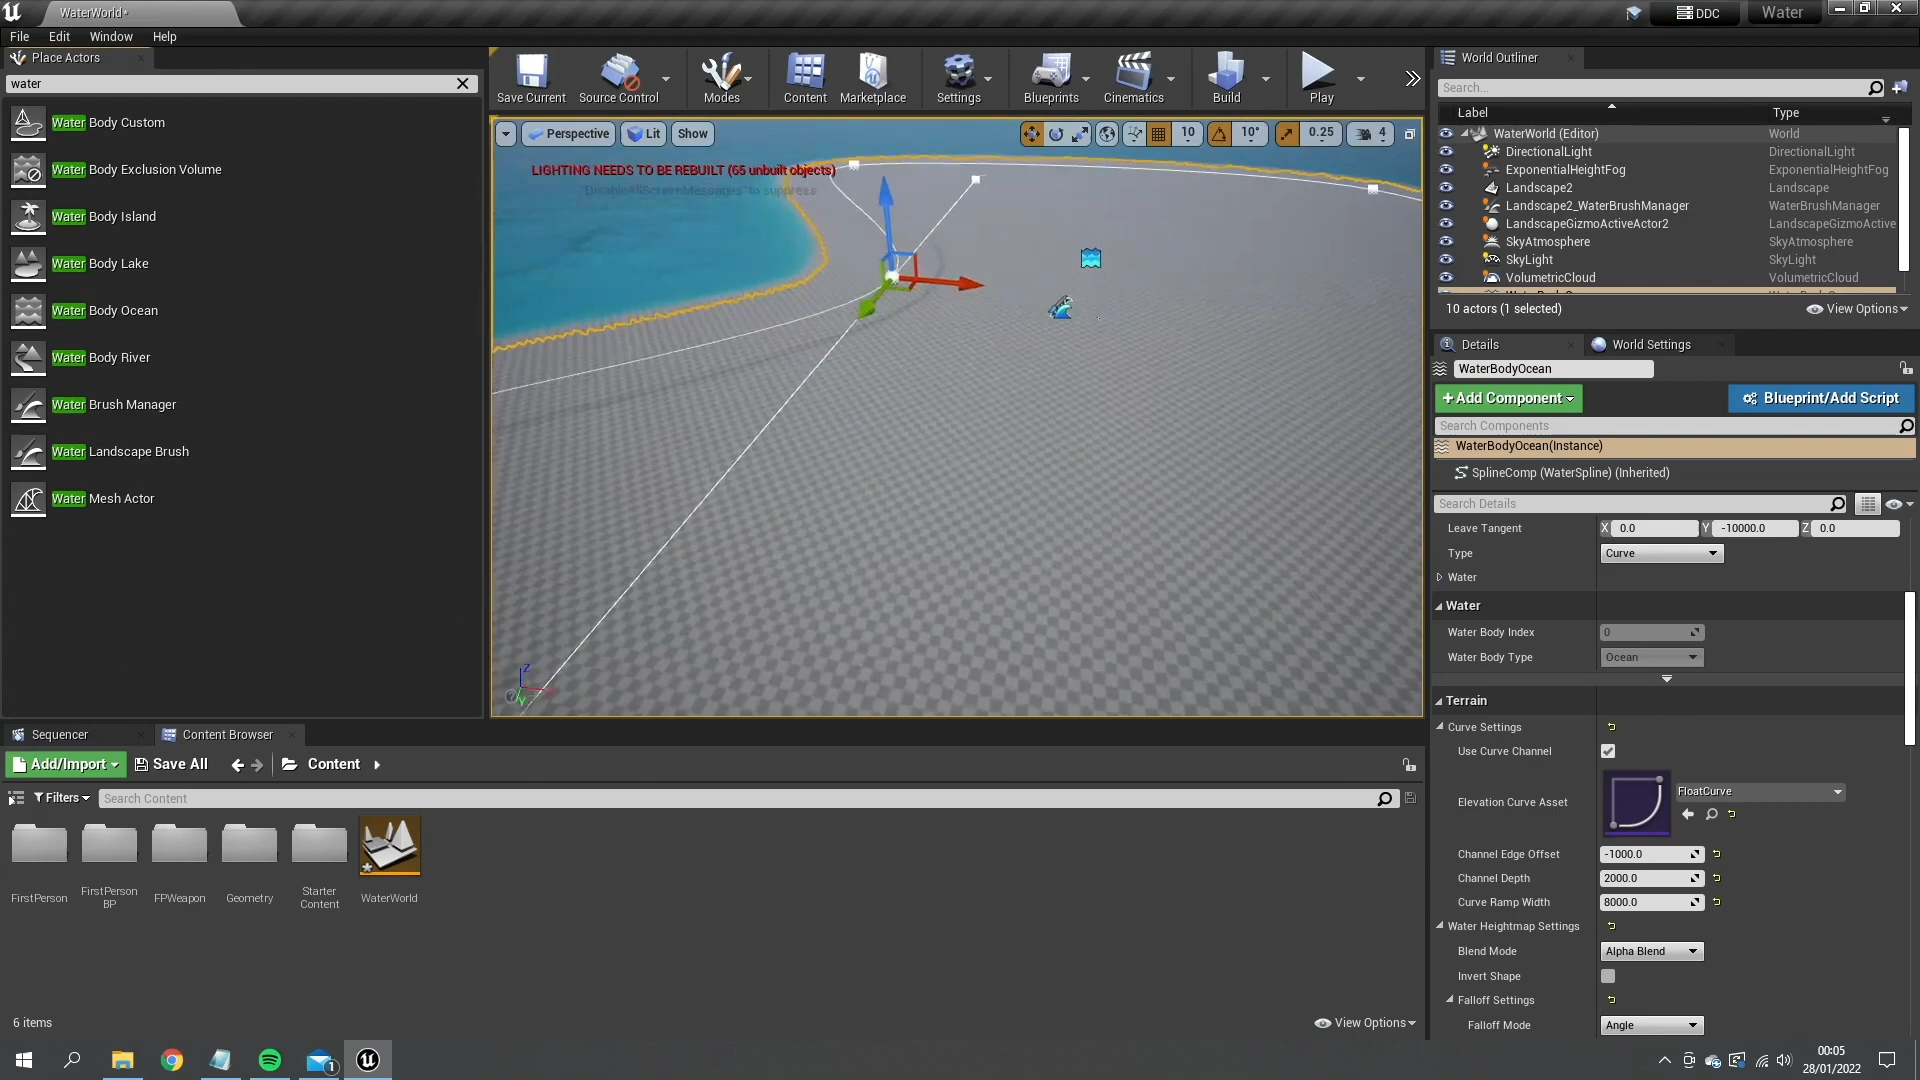 WaterWorld*
DDC
Water
File
Edit
Window
Help
Place Actors
water
Water Body Custom
Water Body Exclusion Volume
Water Body Island
Water Body Lake
Water Body Ocean
Water Body River
Water Brush Manager
Water Landscape Brush
Water Mesh Actor
Save Current
Source Control
Modes
Content
Marketplace
Settings
Blueprints
Cinematics
Build
Play
Perspective
Lit
Show
10
10°
0.25
4
LIGHTING NEEDS TO BE REBUILT (66 unbuilt objects)
'DisableAllScreenMessages' to suppress
Z
Y
World Outliner
Search...
Label
Type
WaterWorld (Editor)
World
DirectionalLight
DirectionalLight
ExponentialHeightFog
ExponentialHeightFog
Landscape2
Landscape
Landscape2_WaterBrushManager
WaterBrushManager
LandscapeGizmoActiveActor2
LandscapeGizmoActive
SkyAtmosphere
SkyAtmosphere
SkyLight
SkyLight
VolumetricCloud
VolumetricCloud
10 actors (1 selected)
View Options
Details
World Settings
WaterBodyOcean
+Add Component
Blueprint/Add Script
Search Components
WaterBodyOcean(Instance)
SplineComp (WaterSpline) (Inherited)
Search Details
Leave Tangent
X 0.0
Y -10000.0
Z 0.0
Type
Curve
Water
Water
Water Body Index
0
Water Body Type
Ocean
Terrain
Curve Settings
Use Curve Channel
Elevation Curve Asset
FloatCurve
Channel Edge Offset
-1000.0
Channel Depth
2000.0
Curve Ramp Width
8000.0
Water Heightmap Settings
Blend Mode
Alpha Blend
Invert Shape
Falloff Settings
Falloff Mode
Angle
Sequencer
Content Browser
Add/Import
Save All
Content
Filters
Search Content
FirstPerson
FirstPerson
BP
FPWeapon
Geometry
Starter
Content
WaterWorld
6 items
View Options
1
00:05
28/01/2022